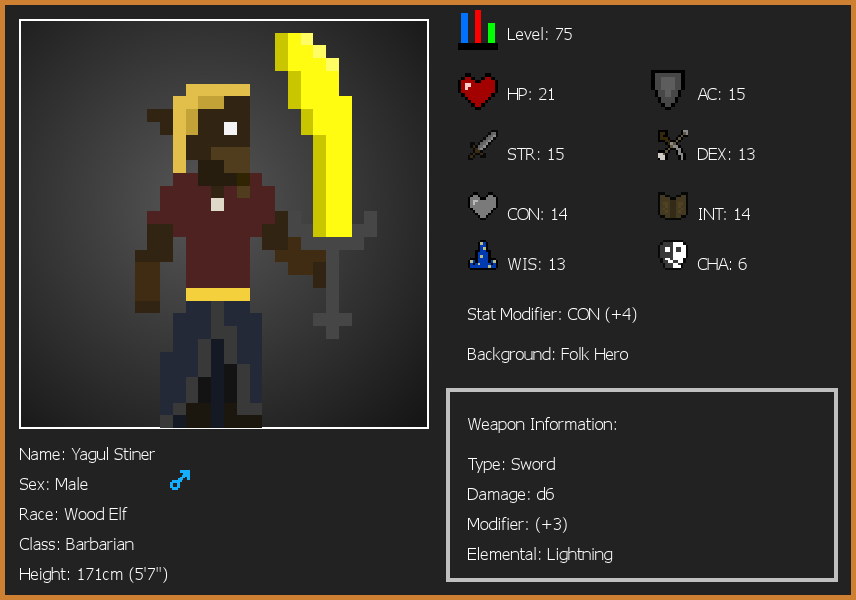 Level: 75
HP: 21
AC: 15
STR: 15
DEX: 13
CON: 14
INT: 14
WIS: 13
CHA: 6
Stat Modifier: CON (+4)
Background: Folk Hero
Weapon Information:
Type: Sword
Damage: d6
Modifier: (+3)
Elemental: Lightning
Name: Yagul Stiner
Sex: Male
Race: Wood Elf
Class: Barbarian
Height: 171cm (5'7")